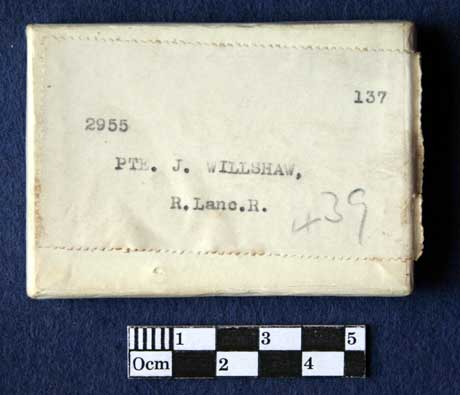 137
2955
PTE. J. WILLSHAW,
R.Lanc.R.
439
1 3 5
0cm 2 4